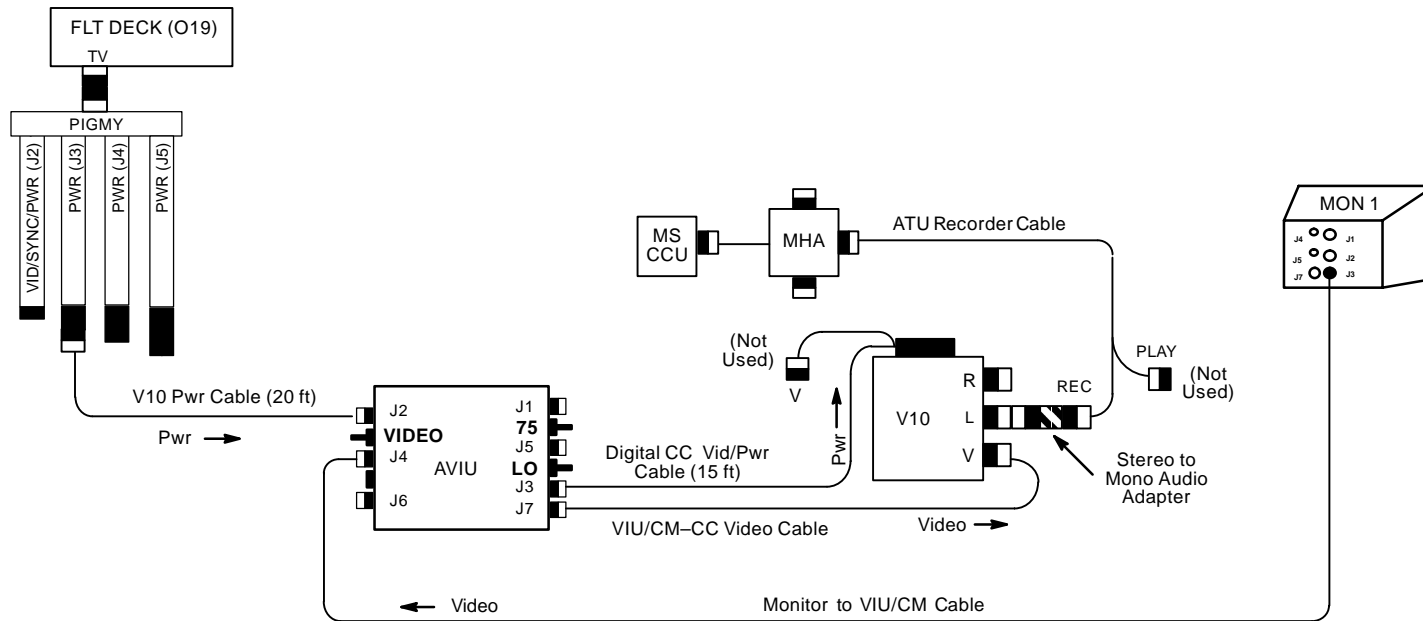 FLT DECK (O19)
TV
PIGMY
VID/SYNC/PWR (J2)
PWR (J3)
PWR (J4)
PWR (J5)
MS
CCU
MHA
ATU Recorder Cable
MON 1
J4
J1
J5
J2
J7
J3
(Not
Used)
V
PLAY
(Not
Used)
REC
R
V10
L
V
Pwr
Stereo to
Mono Audio
Adapter
V10 Pwr Cable (20 ft)
Pwr
J2
J1
VIDEO
75
J4
J5
AVIU
LO
J3
J6
J7
Digital CC Vid/Pwr
Cable (15 ft)
VIU/CM–CC Video Cable
Video
Video
Monitor to VIU/CM Cable